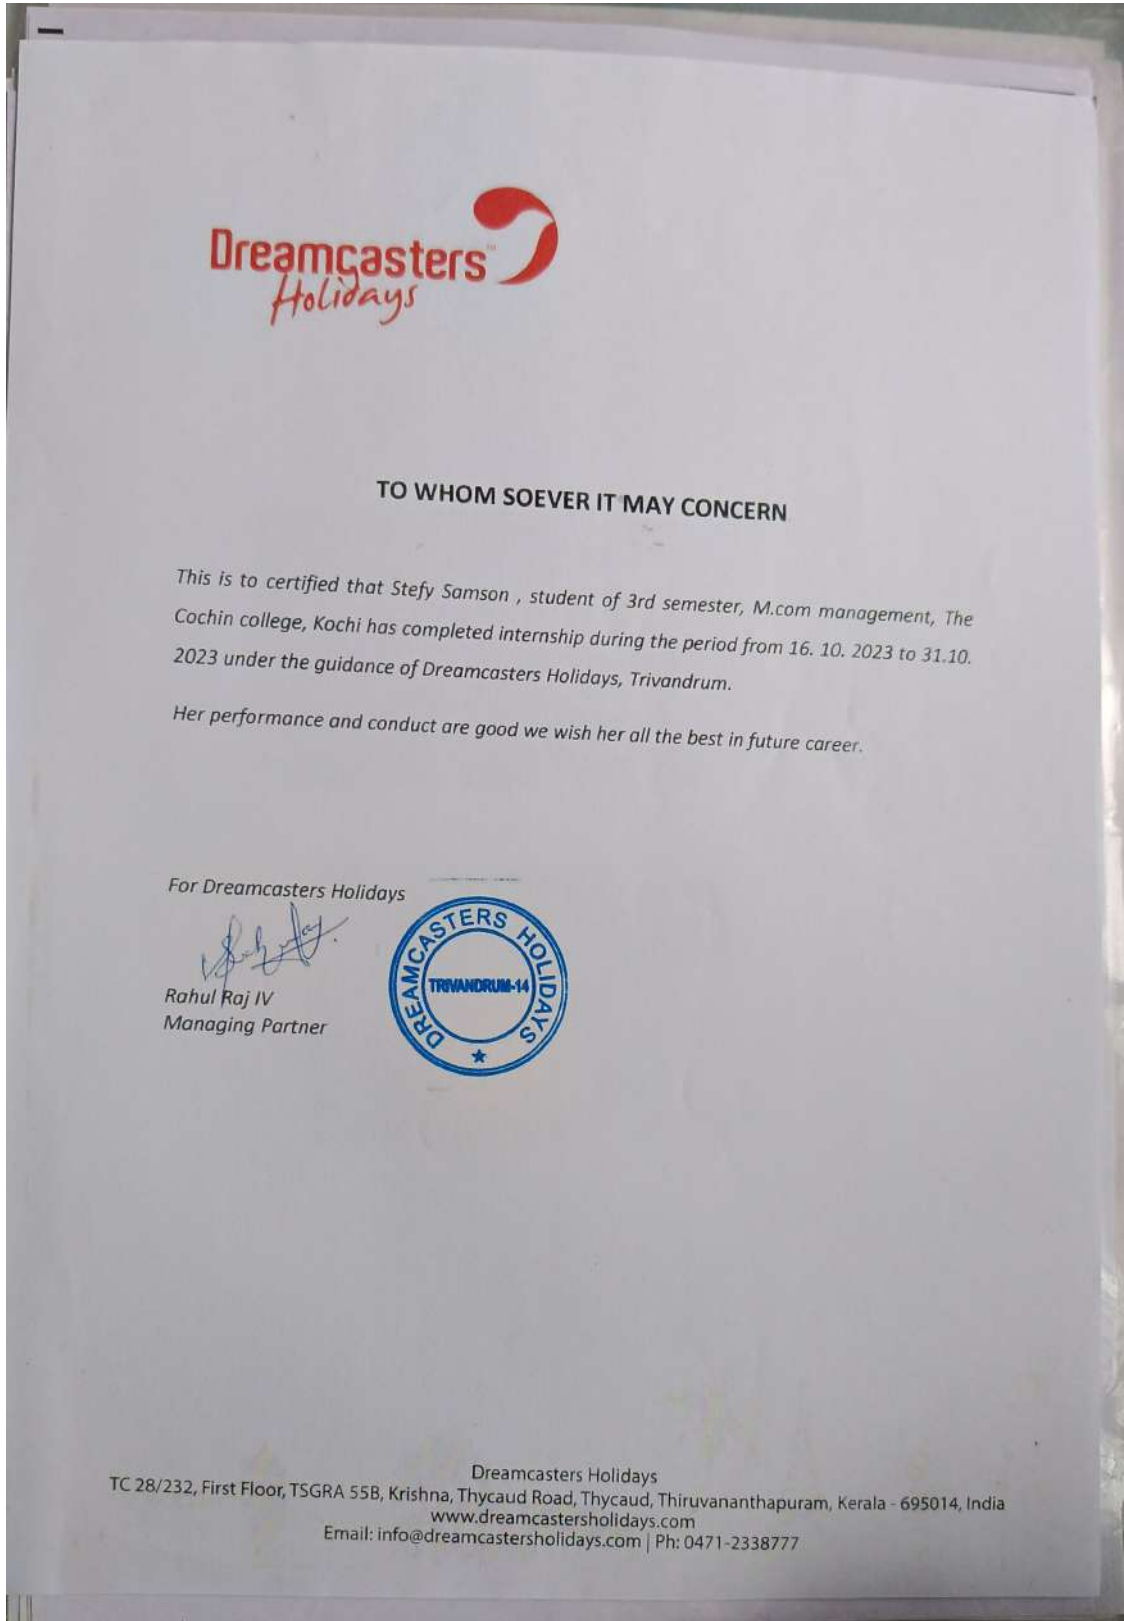 Dreamcasters™
Holidays
TO WHOM SOEVER IT MAY CONCERN
This is to certified that Stefy Samson , student of 3rd semester, M.com management, The
Cochin college, Kochi has completed internship during the period from 16. 10. 2023 to 31.10.
2023 under the guidance of Dreamcasters Holidays, Trivandrum.
Her performance and conduct are good we wish her all the best in future career.
For Dreamcasters Holidays
Rahul Raj IV
Managing Partner
DREAMCASTERS HOLIDAYS
TRIVANDRUM-14
Dreamcasters Holidays
TC 28/232, First Floor, TSGRA 55B, Krishna, Thycaud Road, Thycaud, Thiruvananthapuram, Kerala - 695014, India
www.dreamcastersholidays.com
Email: info@dreamcastersholidays.com | Ph: 0471-2338777